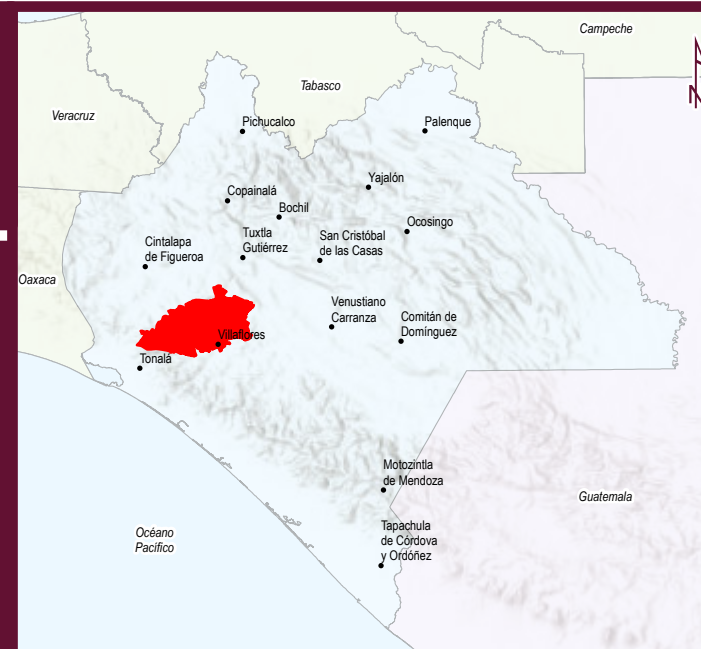 Campeche
Tabasco
Veracruz
Pichucalco
Palenque
Yajalón
Copainalá
Bochil
Ocosingo
Tuxtla
Gutiérrez
San Cristóbal
de las Casas
Cintalapa
de Figueroa
Oaxaca
Venustiano
Carranza
Comitán de
Domínguez
Villaflores
Tonalá
Motozintla
de Mendoza
Guatemala
Océano
Pacífico
Tapachula
de Córdova
y Ordóñez